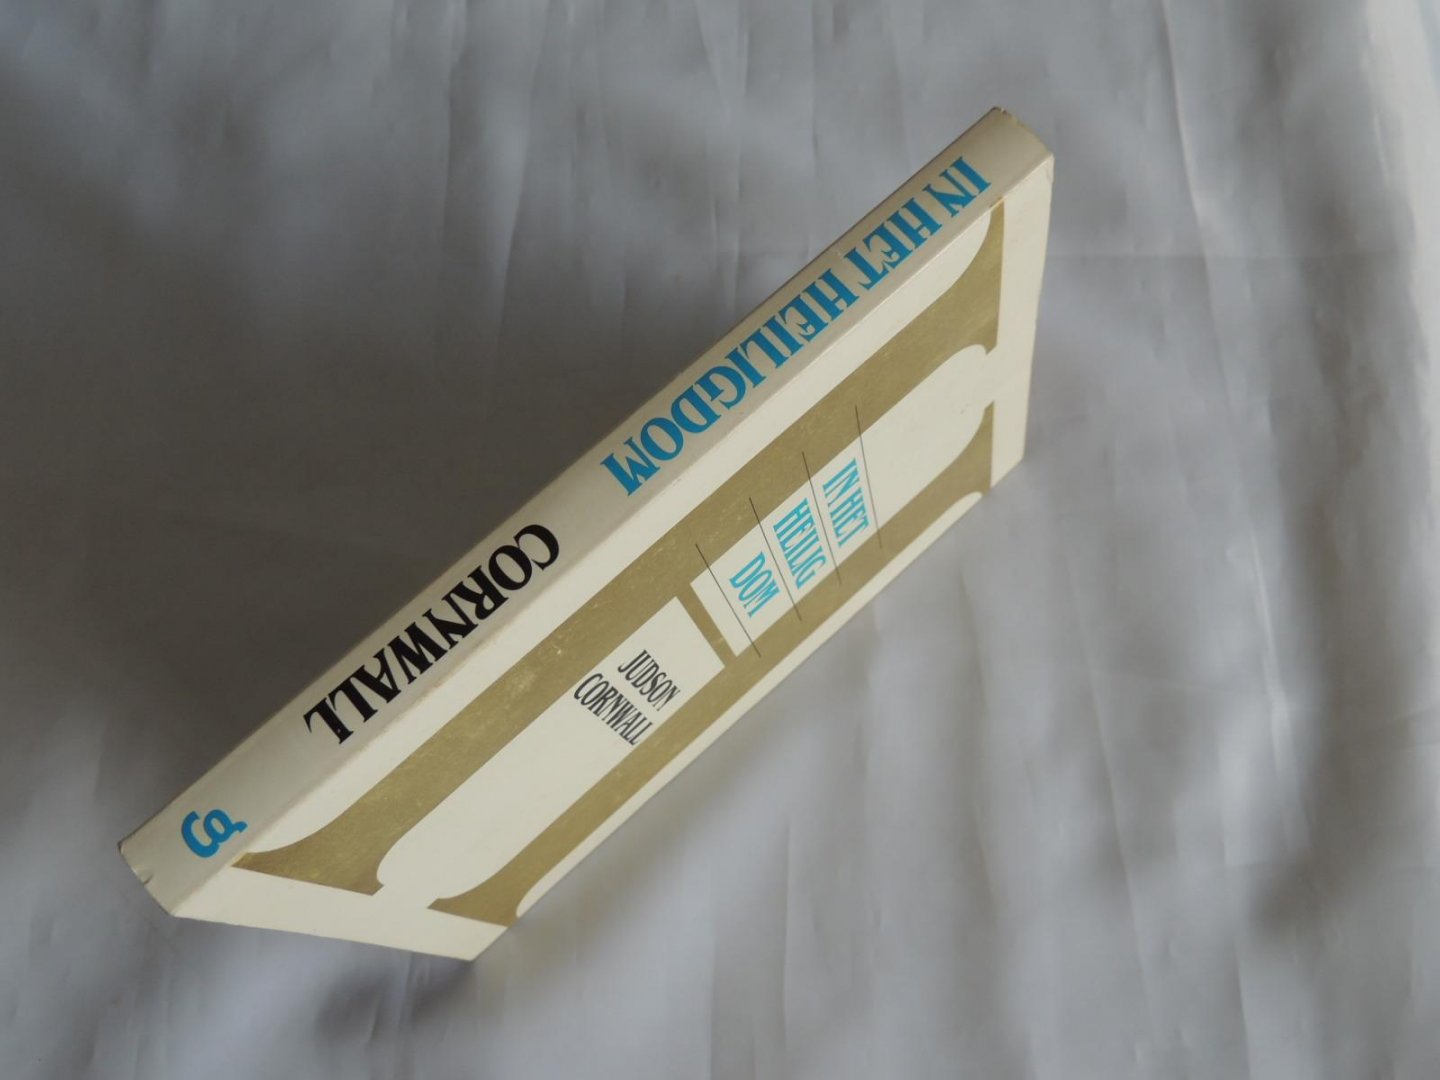 IN HET HEILIGDOM
CORNWALL
IN HET
HEILIG
DOM
JUDSON
CORNWALL